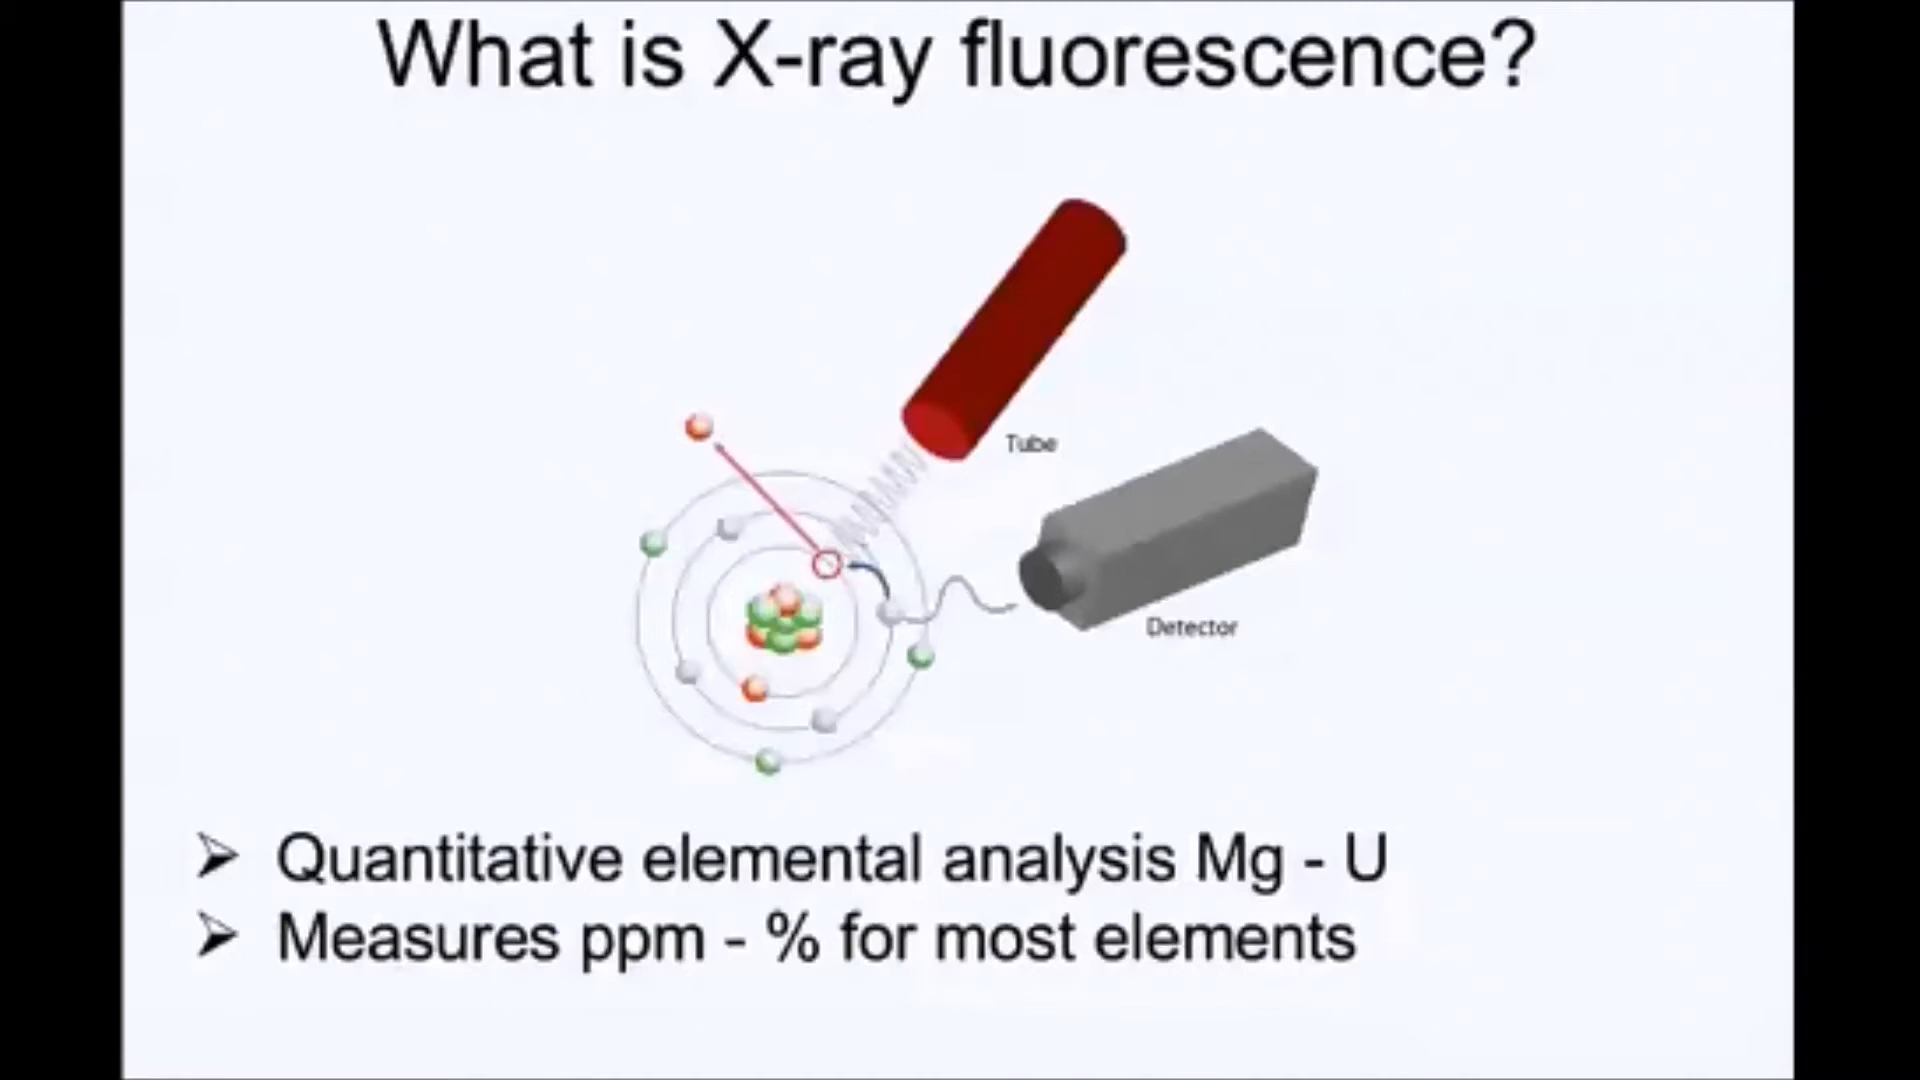 What is X-ray fluorescence?
Tube
Detector
➢ Quantitative elemental analysis Mg - U
➢ Measures ppm - % for most elements